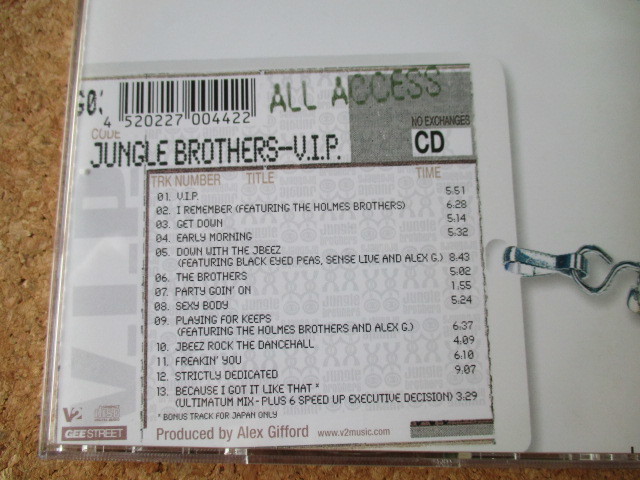 4 520227 004422
ALL ACCESS
NO EXCHANGES
CODE
CD
JUNGLE BROTHERS-V.I.P.
TRK NUMBER TITLE TIME
01. V.I.P. 5.51
02. I REMEMBER (FEATURING THE HOLMES BROTHERS) 6.28
03. GET DOWN 5.14
04. EARLY MORNING 5.32
05. DOWN WITH THE JBEEZ
(FEATURING BLACK EYED PEAS, SENSE LIVE AND ALEX G.) 8.43
06. THE BROTHERS 5.02
07. PARTY GOIN' ON 1.55
08. SEXY BODY 5.24
09. PLAYING FOR KEEPS
(FEATURING THE HOLMES BROTHERS AND ALEX G.) 6.37
10. JBEEZ ROCK THE DANCEHALL 4.09
11. FREAKIN' YOU 6.10
12. STRICTLY DEDICATED 9.07
13. BECAUSE I GOT IT LIKE THAT *
(ULTIMATUM MIX - PLUS 6 SPEED UP EXECUTIVE DECISION) 3:29
* BONUS TRACK FOR JAPAN ONLY
V2
GEE STREET
Produced by Alex Gifford www.v2music.com
V.I.P.